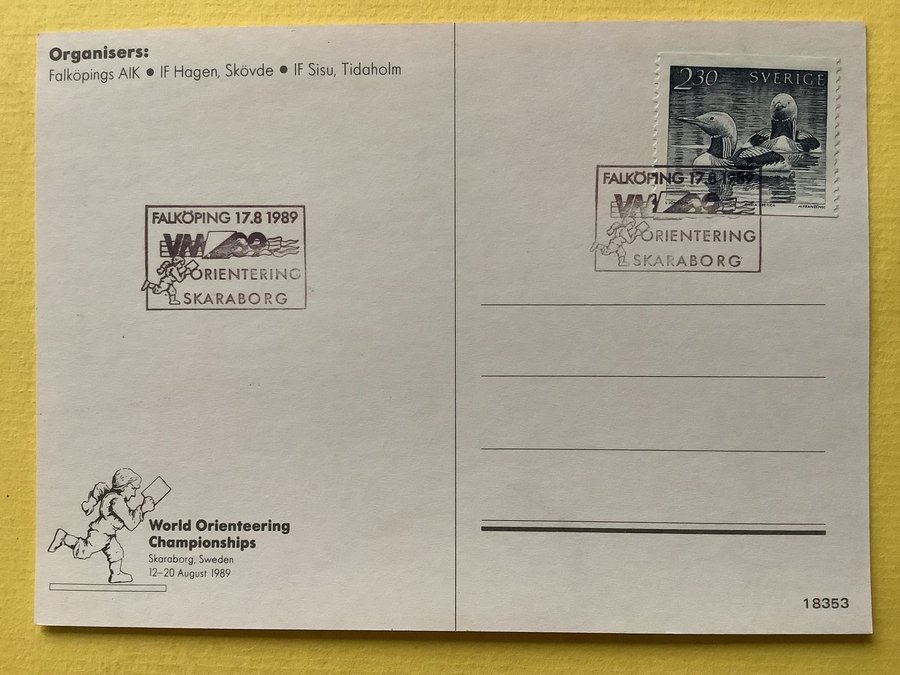 Organisers:
Falköpings AIK • IF Hagen, Skövde • IF Sisu, Tidaholm
2.30 SVERIGE
FALKÖPING 17.8 1989
VM 89
ORIENTERING
SKARABORG
FALKÖPING 17.8 1989
VM 89
ORIENTERING
SKARABORG
World Orienteering
Championships
Skaraborg, Sweden
12–20 August 1989
18353